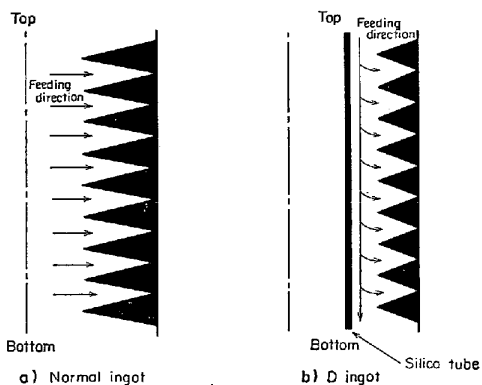 Top
Feeding
direction
Bottom
a) Normal ingot
Top
Feeding
direction
Bottom
Silica tube
b) D ingot